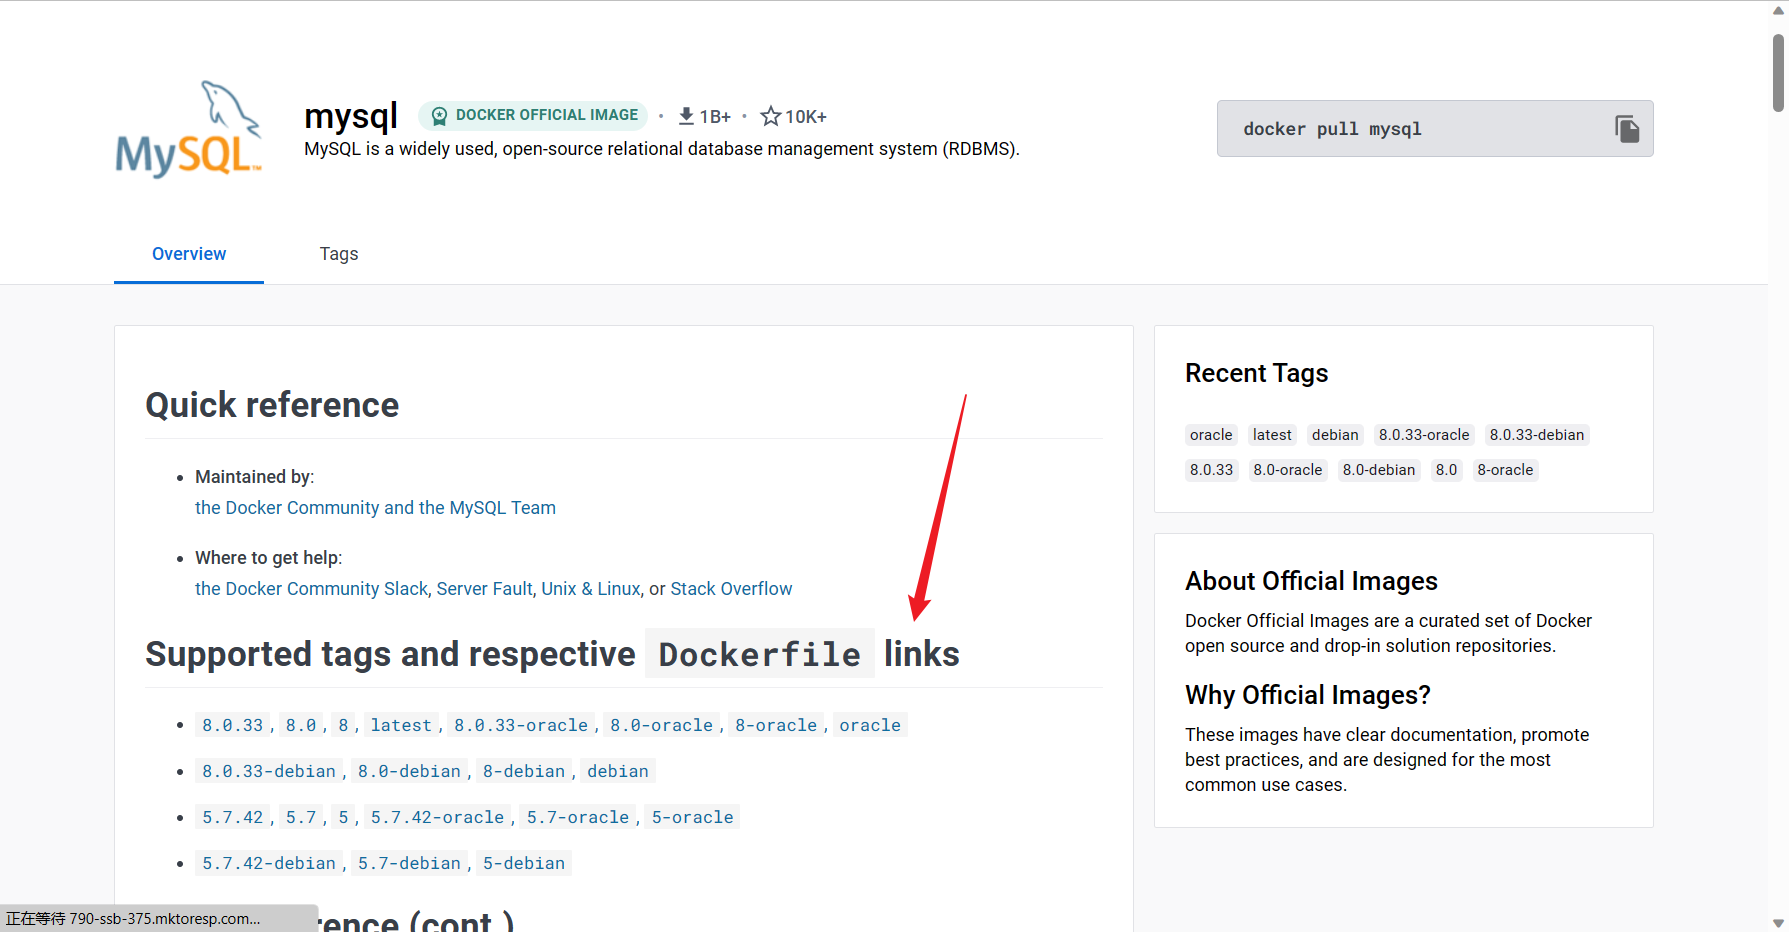 MySQL™
mysql DOCKER OFFICIAL IMAGE • 1B+ • 10K+
MySQL is a widely used, open-source relational database management system (RDBMS).
docker pull mysql
Overview Tags
Quick reference
• Maintained by:
the Docker Community and the MySQL Team
• Where to get help:
the Docker Community Slack, Server Fault, Unix & Linux, or Stack Overflow
Supported tags and respective Dockerfile links
• 8.0.33, 8.0, 8, latest, 8.0.33-oracle, 8.0-oracle, 8-oracle, oracle
• 8.0.33-debian, 8.0-debian, 8-debian, debian
• 5.7.42, 5.7, 5, 5.7.42-oracle, 5.7-oracle, 5-oracle
• 5.7.42-debian, 5.7-debian, 5-debian
rence (cont.)
Recent Tags
oracle latest debian 8.0.33-oracle 8.0.33-debian
8.0.33 8.0-oracle 8.0-debian 8.0 8-oracle
About Official Images
Docker Official Images are a curated set of Docker
open source and drop-in solution repositories.
Why Official Images?
These images have clear documentation, promote
best practices, and are designed for the most
common use cases.
正在等待 790-ssb-375.mktoresp.com...